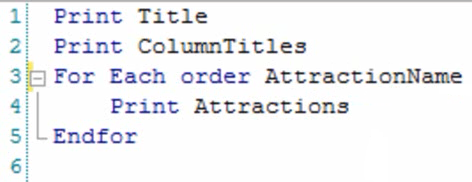 1 Print Title
2 Print ColumnTitles
3 For Each order AttractionName
4 Print Attractions
5 Endfor
6